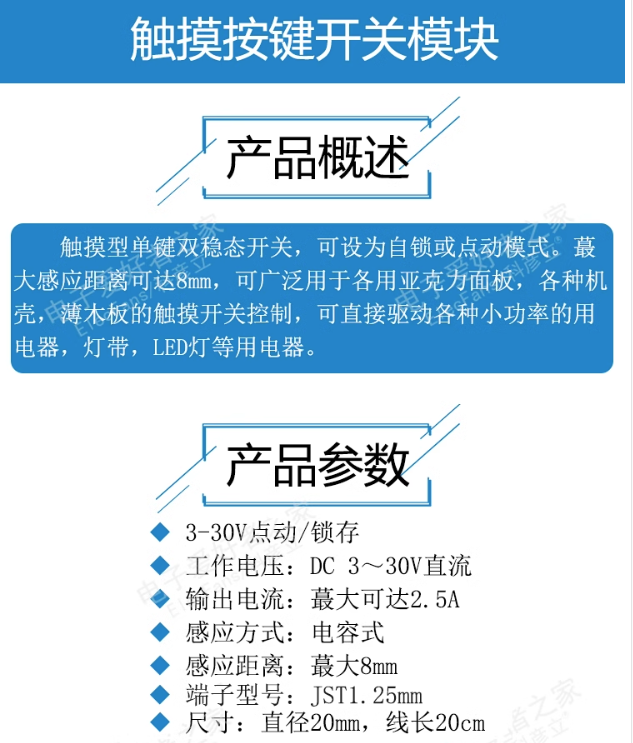 触摸按键开关模块
产品概述
触摸型单键双稳态开关，可设为自锁或点动模式。蕞
大感应距离可达8mm，可广泛用于各用亚克力面板，各种机
壳，薄木板的触摸开关控制，可直接驱动各种小功率的用
电器，灯带，LED灯等用电器。
产品参数
◆ 3-30V点动/锁存
◆ 工作电压：DC 3～30V直流
◆ 输出电流：蕞大可达2.5A
◆ 感应方式：电容式
◆ 感应距离：蕞大8mm
◆ 端子型号：JST1.25mm
◆ 尺寸：直径20mm，线长20cm